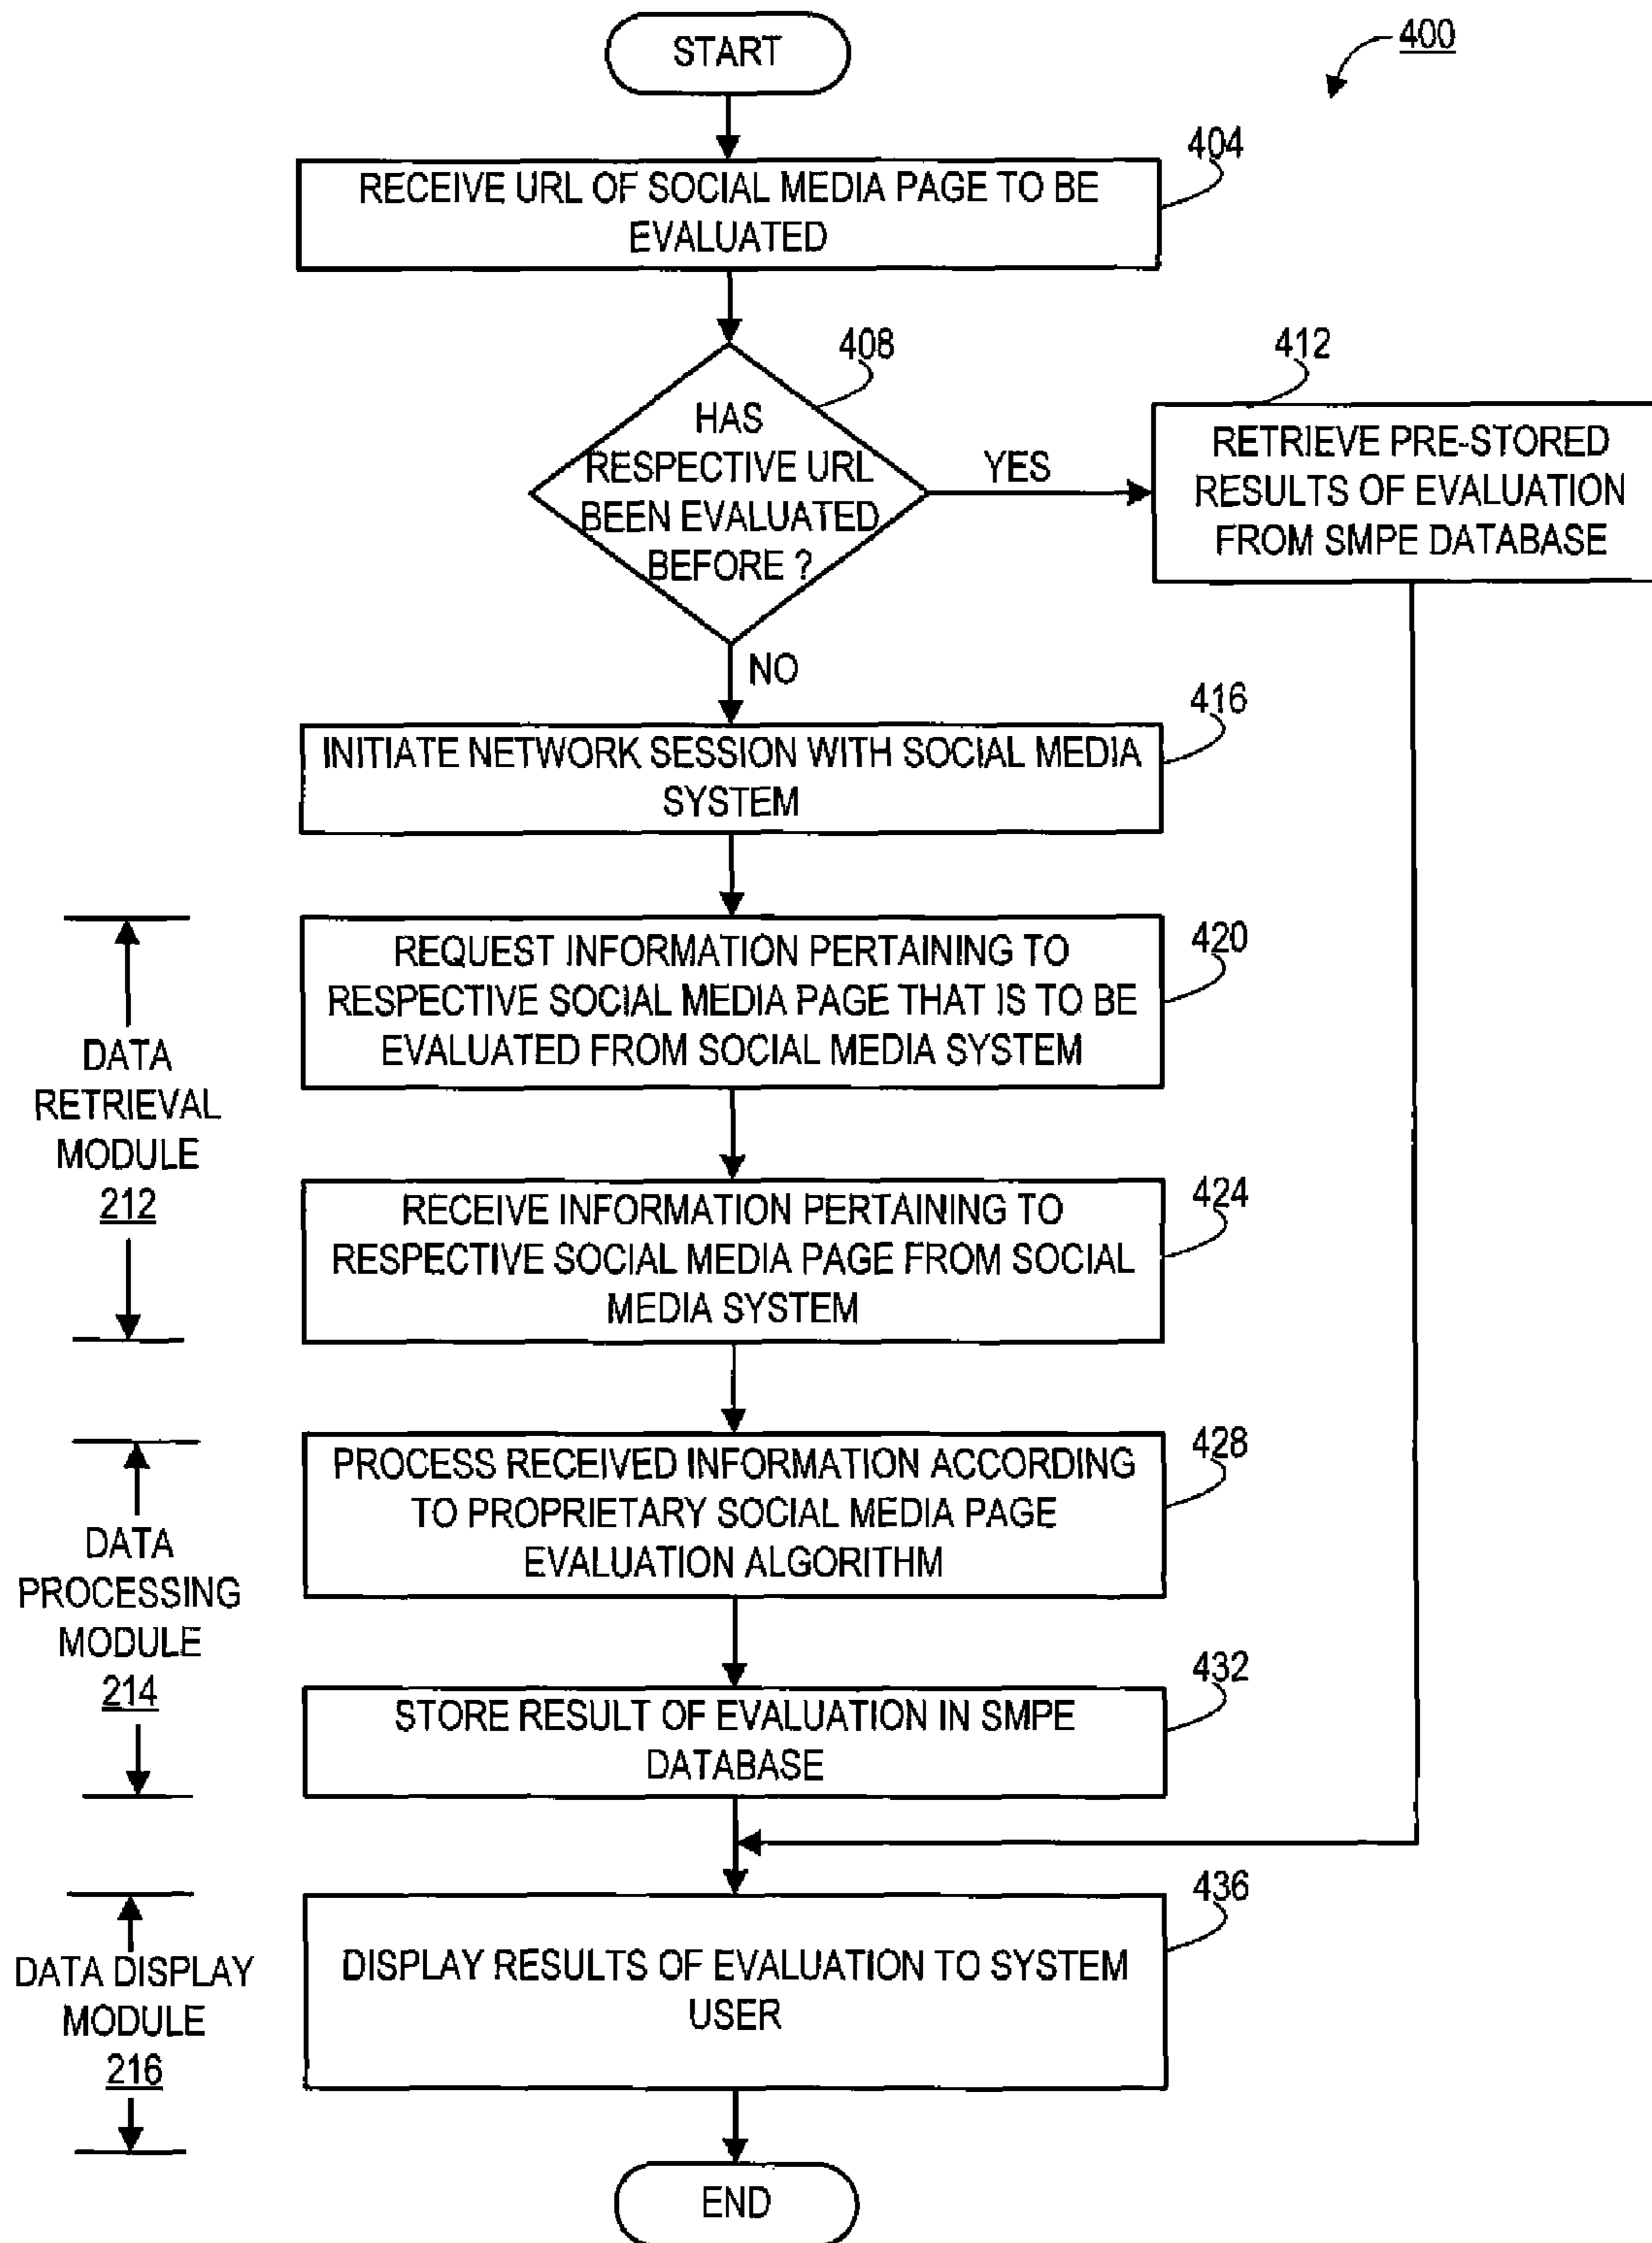 START
400
404
RECEIVE URL OF SOCIAL MEDIA PAGE TO BE
EVALUATED
408
HAS
RESPECTIVE URL
BEEN EVALUATED
BEFORE ?
YES
412
RETRIEVE PRE-STORED
RESULTS OF EVALUATION
FROM SMPE DATABASE
NO
416
INITIATE NETWORK SESSION WITH SOCIAL MEDIA
SYSTEM
DATA
RETRIEVAL
MODULE
212
420
REQUEST INFORMATION PERTAINING TO
RESPECTIVE SOCIAL MEDIA PAGE THAT IS TO BE
EVALUATED FROM SOCIAL MEDIA SYSTEM
424
RECEIVE INFORMATION PERTAINING TO
RESPECTIVE SOCIAL MEDIA PAGE FROM SOCIAL
MEDIA SYSTEM
DATA
PROCESSING
MODULE
214
428
PROCESS RECEIVED INFORMATION ACCORDING
TO PROPRIETARY SOCIAL MEDIA PAGE
EVALUATION ALGORITHM
432
STORE RESULT OF EVALUATION IN SMPE
DATABASE
DATA DISPLAY
MODULE
216
436
DISPLAY RESULTS OF EVALUATION TO SYSTEM
USER
END